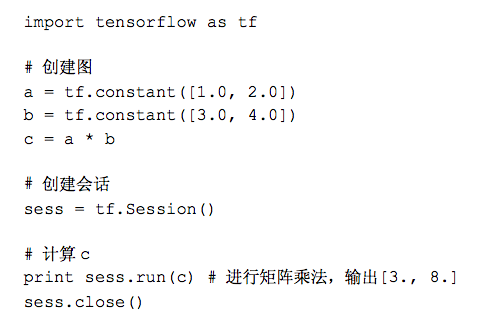 import tensorflow as tf
# 创建图
a = tf.constant([1.0, 2.0])
b = tf.constant([3.0, 4.0])
c = a * b
# 创建会话
sess = tf.Session()
# 计算c
print sess.run(c) # 进行矩阵乘法，输出[3., 8.]
sess.close()